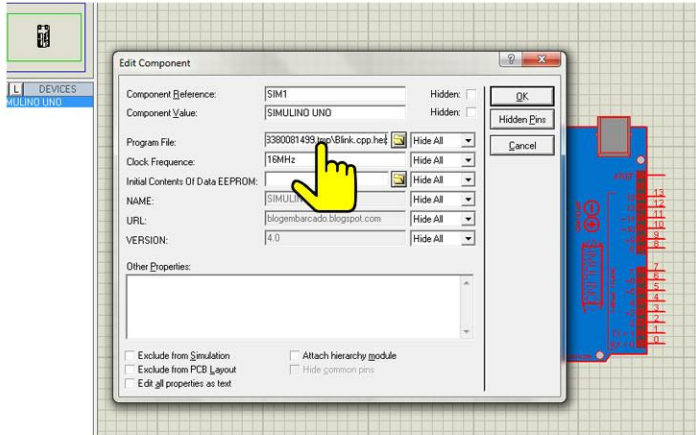 L DEVICES
MULINO UNO
Edit Component
Component Reference: SIM1 Hidden:
Component Value: SIMULINO UNO Hidden:
Program File: 3380081499.tmp\Blink.cpp.hex Hide All
Clock Frequence: 16MHz Hide All
Initial Contents Of Data EEPROM: Hide All
NAME: SIMULIN Hide All
URL: blogembarcado.blogspot.com Hide All
VERSION: 4.0 Hide All
Other Properties:
Exclude from Simulation Attach hierarchy module
Exclude from PCB Layout Hide common pins
Edit all properties as text
?
X
OK
Hidden Pins
Cancel
AREF
13
12
11
10
9
8
7
6
5
4
3
2
1
0